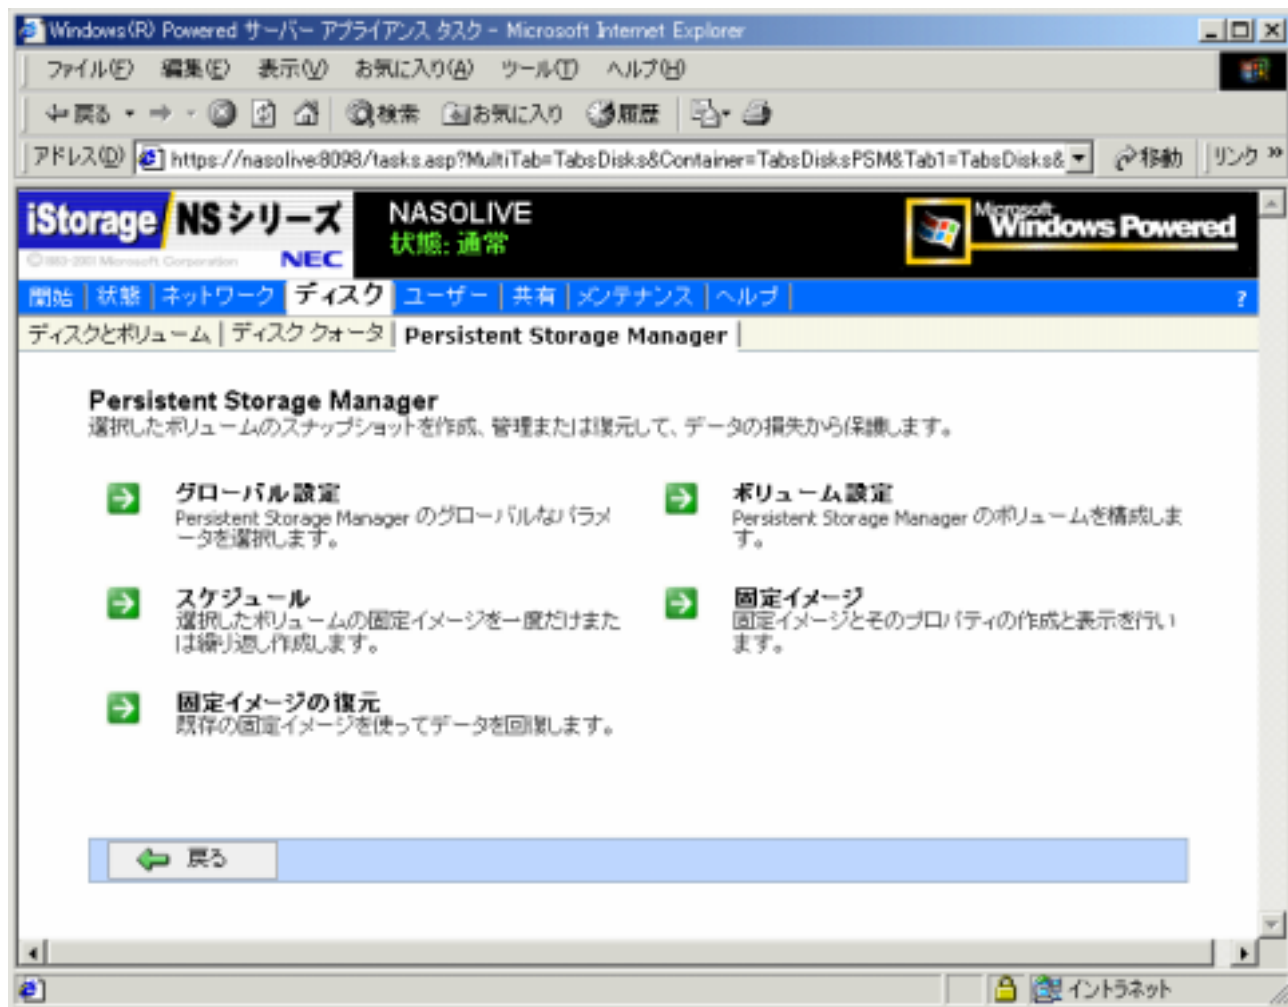 Windows(R) Powered サーバー アプライアンス タスク - Microsoft Internet Explorer
ファイル(F) 編集(E) 表示(V) お気に入り(A) ツール(T) ヘルプ(H)
戻る 検索 お気に入り 履歴
アドレス(D) https://nasolive:8098/tasks.asp?MultiTab=TabsDisks&Container=TabsDisksPSM&Tab1=TabsDisks& 移動 リンク »
iStorage NSシリーズ
NASOLIVE
状態: 通常
©1983-2001 Microsoft Corporation NEC
Microsoft
Windows Powered
開始 | 状態 | ネットワーク | ディスク | ユーザー | 共有 | メンテナンス | ヘルプ | ?
ディスクとボリューム | ディスク クォータ | Persistent Storage Manager |
Persistent Storage Manager
選択したボリュームのスナップショットを作成、管理または復元して、データの損失から保護します。
グローバル設定
Persistent Storage Manager のグローバルなパラメ
ータを選択します。
ボリューム設定
Persistent Storage Manager のボリュームを構成しま
す。
スケジュール
選択したボリュームの固定イメージを一度だけまた
は繰り返し作成します。
固定イメージ
固定イメージとそのプロパティの作成と表示を行い
ます。
固定イメージの復元
既存の固定イメージを使ってデータを回復します。
戻る
イントラネット